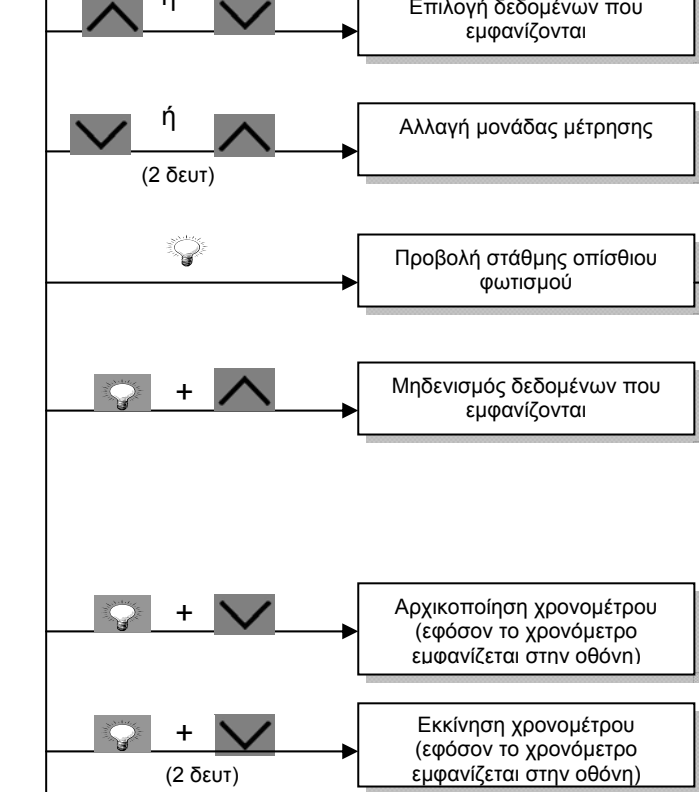 ή
Επιλογή δεδομένων που
εμφανίζονται
ή
Αλλαγή μονάδας μέτρησης
(2 δευτ)
Προβολή στάθμης οπίσθιου
φωτισμού
+
Μηδενισμός δεδομένων που
εμφανίζονται
+
Αρχικοποίηση χρονομέτρου
(εφόσον το χρονόμετρο
εμφανίζεται στην οθόνη)
+
Εκκίνηση χρονομέτρου
(εφόσον το χρονόμετρο
εμφανίζεται στην οθόνη)
(2 δευτ)